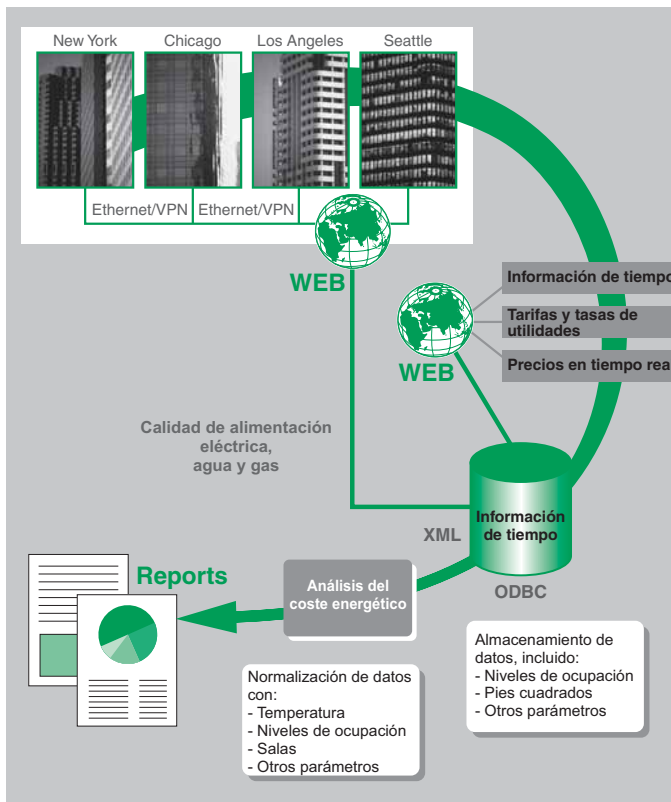 New York Chicago Los Angeles Seattle
Ethernet/VPN Ethernet/VPN
WEB
Información de tiempo
Tarifas y tasas de
utilidades
Precios en tiempo rea
WEB
Calidad de alimentación
eléctrica,
agua y gas
Información
de tiempo
XML
ODBC
Reports
Análisis del
coste energético
Almacenamiento de
datos, incluido:
- Niveles de ocupación
- Pies cuadrados
- Otros parámetros
Normalización de datos
con:
- Temperatura
- Niveles de ocupación
- Salas
- Otros parámetros